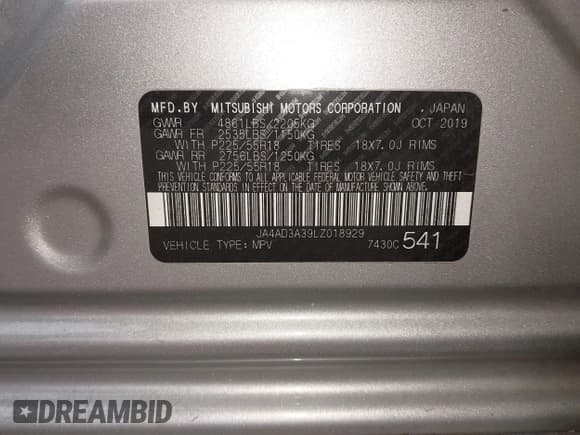 MFD.BY MITSUBISHI MOTORS CORPORATION . JAPAN
GVWR 4861LBS/2205KG OCT 2019
GAWR FR 2535LBS/1150KG
WITH P225/55R18 TIRES 18X7.0J RIMS
GAWR RR 2756LBS/1250KG
WITH P225/55R18 TIRES 18X7.0J RIMS
THIS VEHICLE CONFORMS TO ALL APPLICABLE FEDERAL MOTOR VEHICLE SAFETY AND THEFT
PREVENTION STANDARDS IN EFFECT ON THE DATE OF MANUFACTURE SHOWN ABOVE.
JA4AD3A39LZ018929
VEHICLE TYPE: MPV 7430C 541
DREAMBID